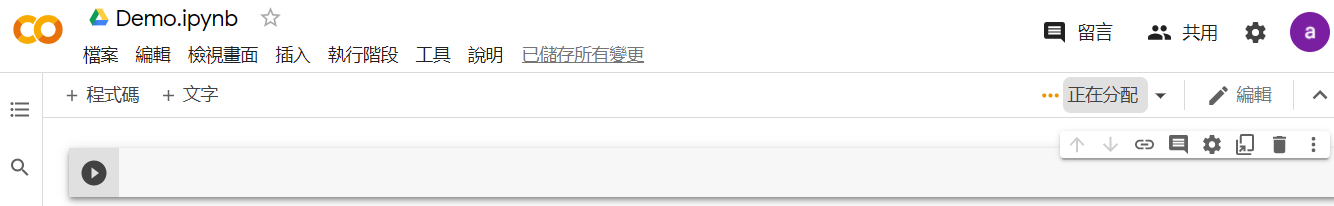 Demo.ipynb
檔案 編輯 檢視畫面 插入 執行階段 工具 說明 已儲存所有變更
留言 共用 a
+ 程式碼 + 文字
正在分配 編輯